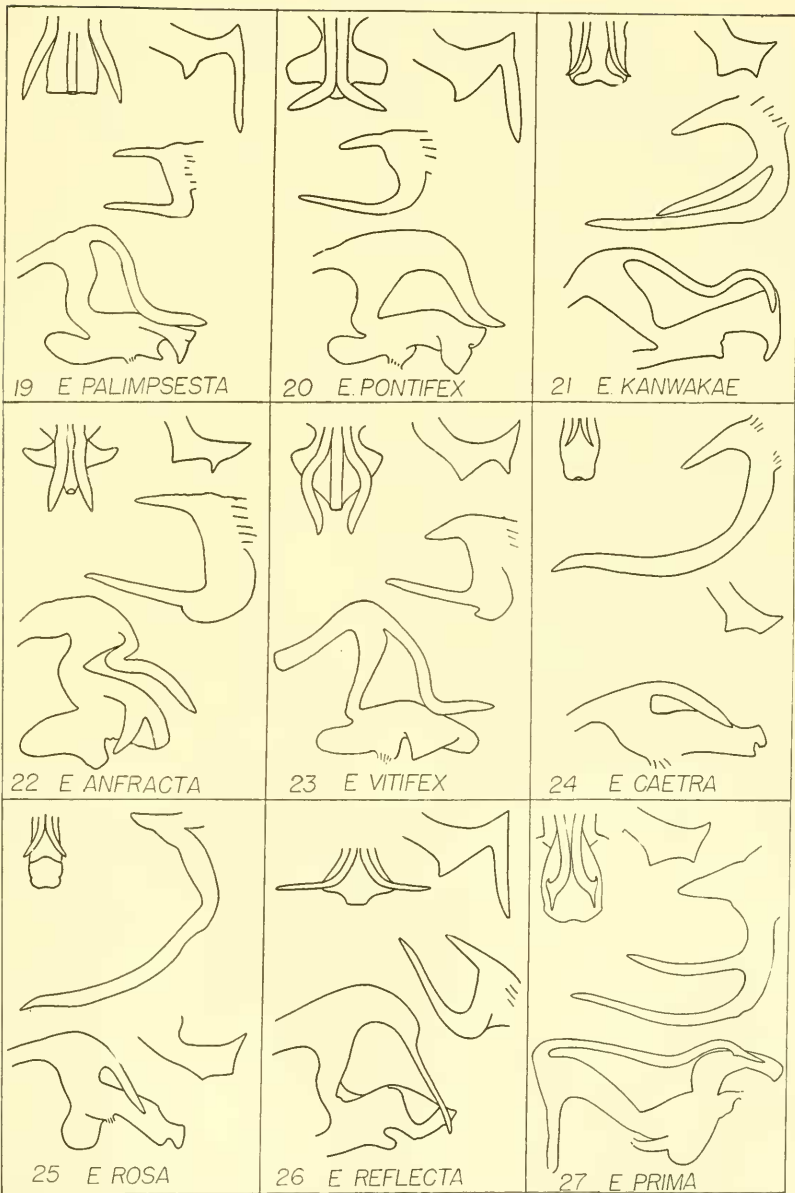 19 E PALIMPSESTA
20 E. PONTIFEX
21 E. KANWAKAE
22 E ANFRACTA
23 E VITIFEX
24 E CAETRA
25 E ROSA
26 E REFLECTA
27 E PRIMA